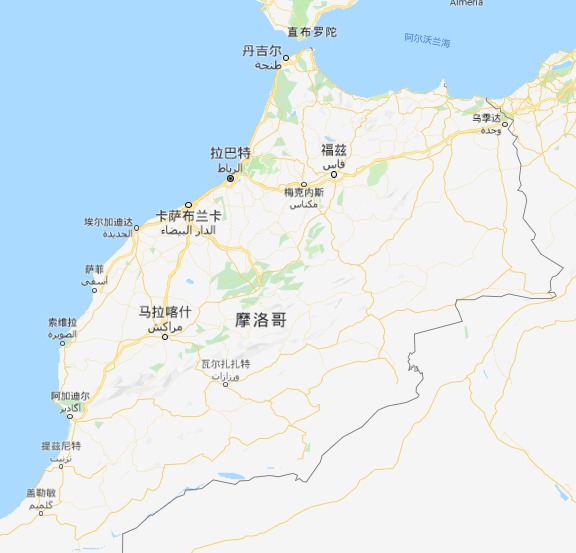 Almería
直布罗陀
阿尔沃兰海
丹吉尔
طنجة
乌季达
وجدة
拉巴特
الرباط
福兹
فاس
梅克内斯
مكناس
卡萨布兰卡
الدار البيضاء
埃尔加迪达
الجديدة
萨菲
آسفي
马拉喀什
مراكش
摩洛哥
索维拉
الصويرة
瓦尔扎扎特
ورزازات
阿加迪尔
اكادير
提兹尼特
تزنيت
盖勒敏
گلميم